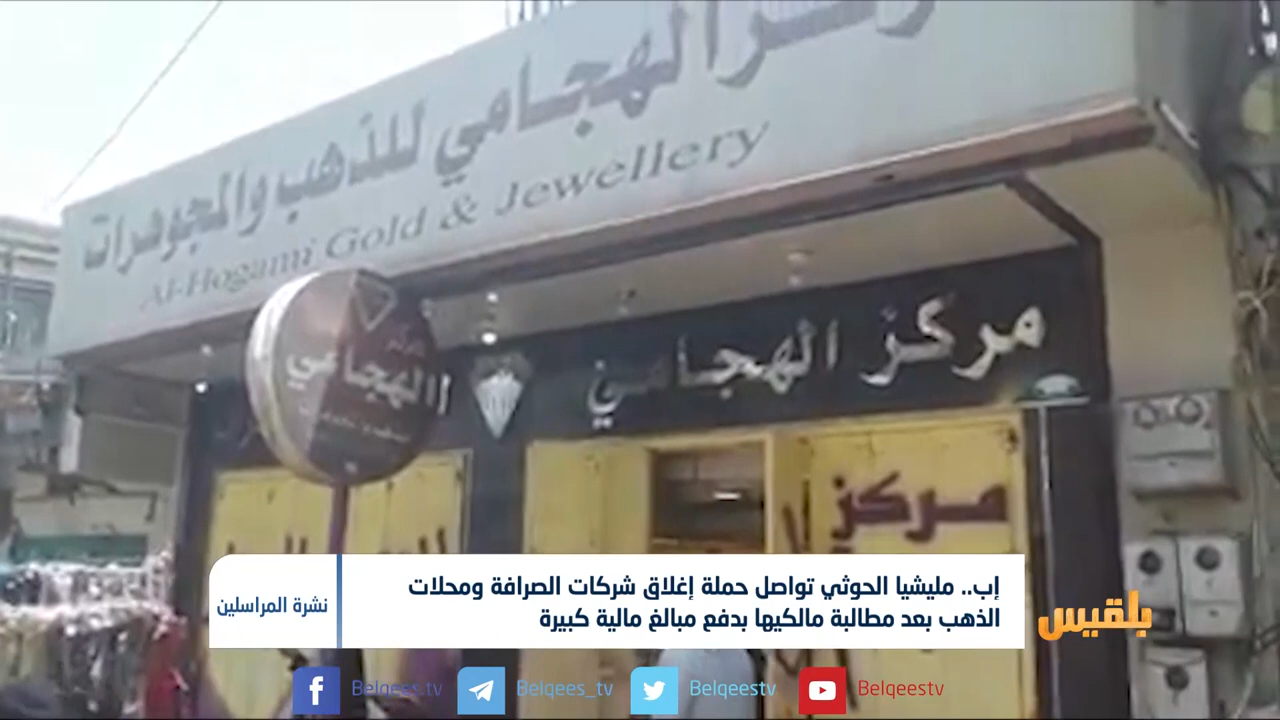 مركز الهجامي للذهب والمجوهرات
Al-Hogami Gold & Jewellery
مركز الهجامي
الهجامي
مركز
إب.. مليشيا الحوثي تواصل حملة إغلاق شركات الصرافة ومحلات
الذهب بعد مطالبة مالكيها بدفع مبالغ مالية كبيرة
نشرة المراسلين
بلقيس
Belqees.tv
Belqees_tv
Belqeestv
Belqeestv